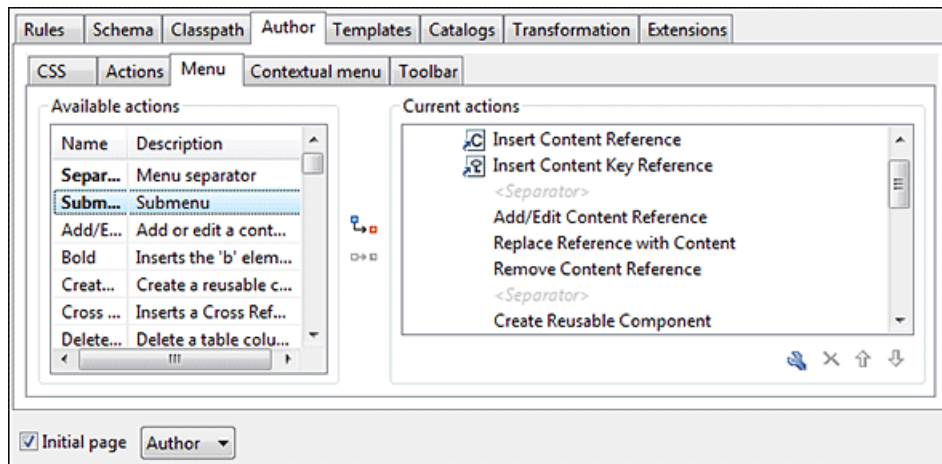 Rules Schema Classpath Author Templates Catalogs Transformation Extensions
CSS Actions Menu Contextual menu Toolbar
Available actions
Name Description
Separ... Menu separator
Subm... Submenu
Add/E... Add or edit a cont...
Bold Inserts the 'b' elem...
Creat... Create a reusable c...
Cross ... Inserts a Cross Ref...
Delete... Delete a table colu...
Current actions
Insert Content Reference
Insert Content Key Reference
<Separator>
Add/Edit Content Reference
Replace Reference with Content
Remove Content Reference
<Separator>
Create Reusable Component
Initial page Author